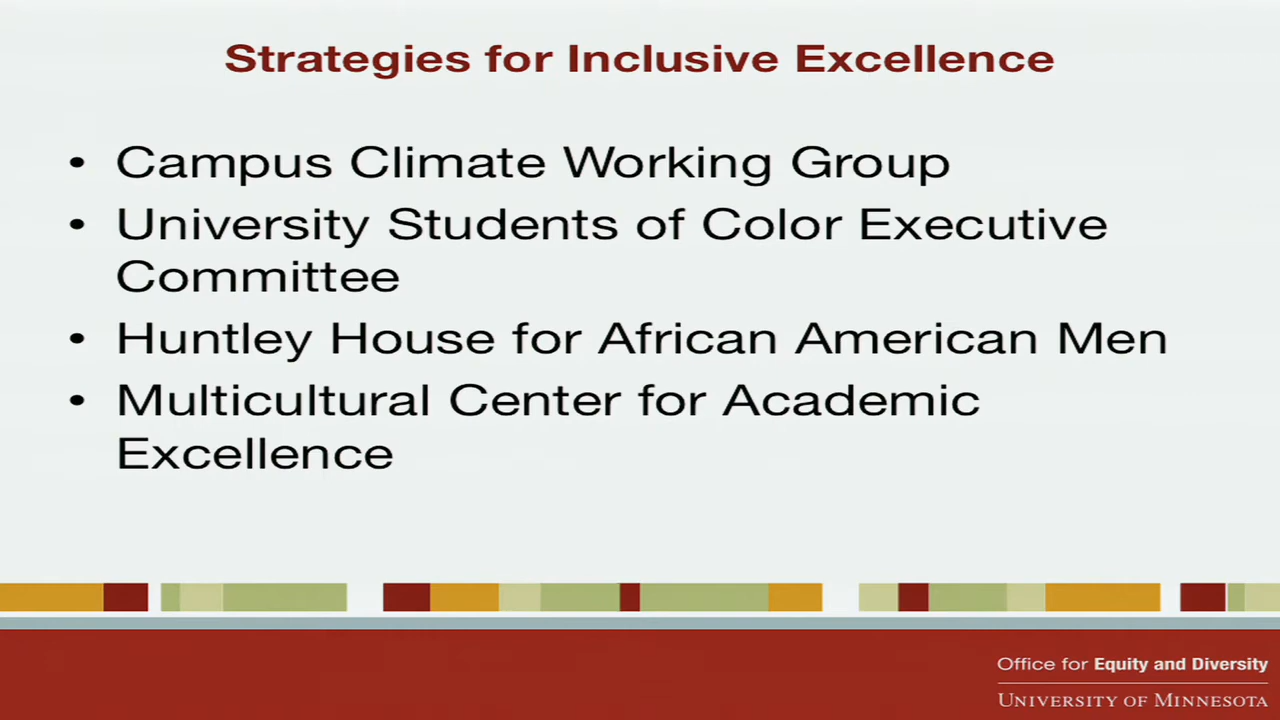 Strategies for Inclusive Excellence
• Campus Climate Working Group
• University Students of Color Executive
Committee
• Huntley House for African American Men
• Multicultural Center for Academic
Excellence
Office for Equity and Diversity
University of Minnesota